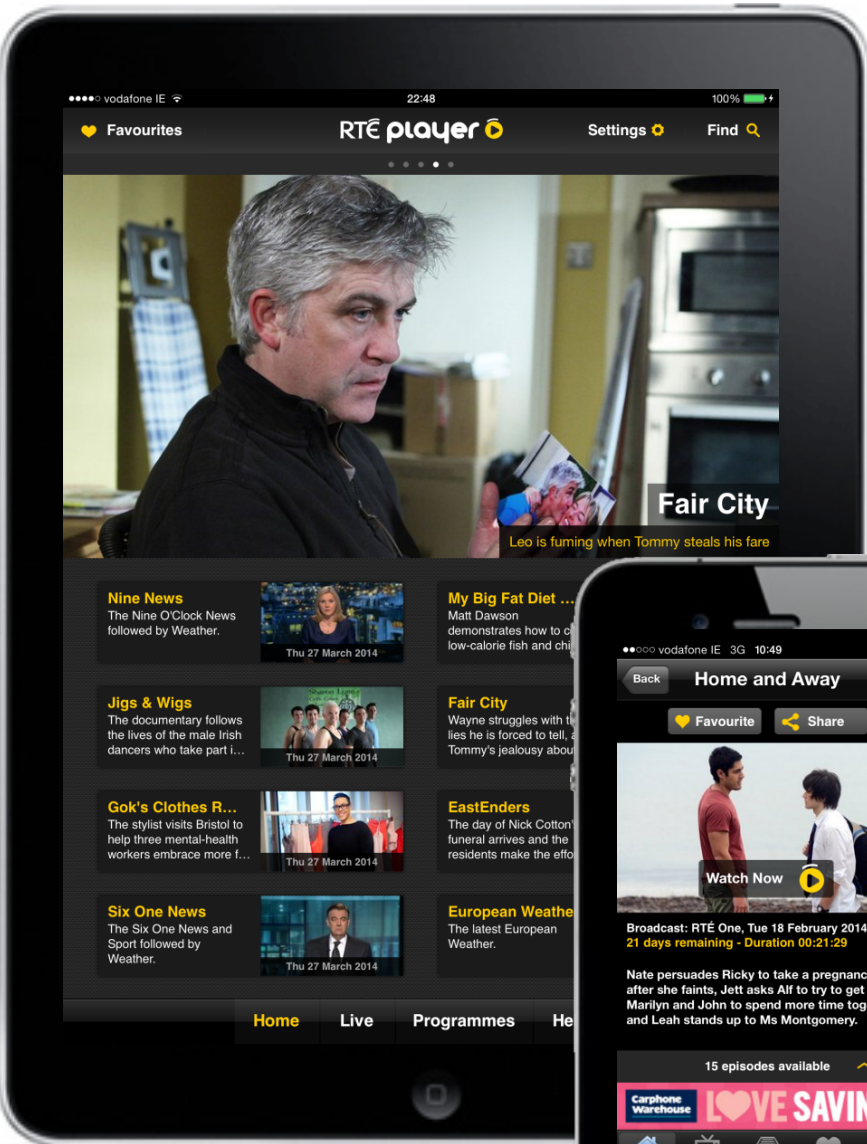 vodafone IE
22:48
100%
Favourites
RTÉ player
Settings
Find
Fair City
Leo is fuming when Tommy steals his fare
Nine News
The Nine O'Clock News
followed by Weather.
Thu 27 March 2014
My Big Fat Diet ...
Matt Dawson
demonstrates how to
low-calorie fish and
Jigs & Wigs
The documentary follows
the lives of the male Irish
dancers who take part i...
Thu 27 March 2014
Fair City
Wayne struggles with
lies he is forced to tell,
Tommy's jealousy
Gok's Clothes R...
The stylist visits Bristol to
help three mental-health
workers embrace more f...
Thu 27 March 2014
EastEnders
The day of Nick Cotton's
funeral arrives and the
residents make the
Six One News
The Six One News and
Sport followed by
Weather.
Thu 27 March 2014
European
The latest European
Weather.
Home
Live
Programmes
vodafone IE 3G 10:49
Back
Home and Away
Favourite
Share
Watch Now
Broadcast: RTÉ One, Tue 18 February 2014
21 days remaining - Duration 00:21:29
Nate persuades Ricky to take a
after she faints, Jett asks Alf to try to get
Marilyn and John to spend more time
and Leah stands up to Ms Montgomery.
15 episodes available
Carphone
Warehouse
LOVE